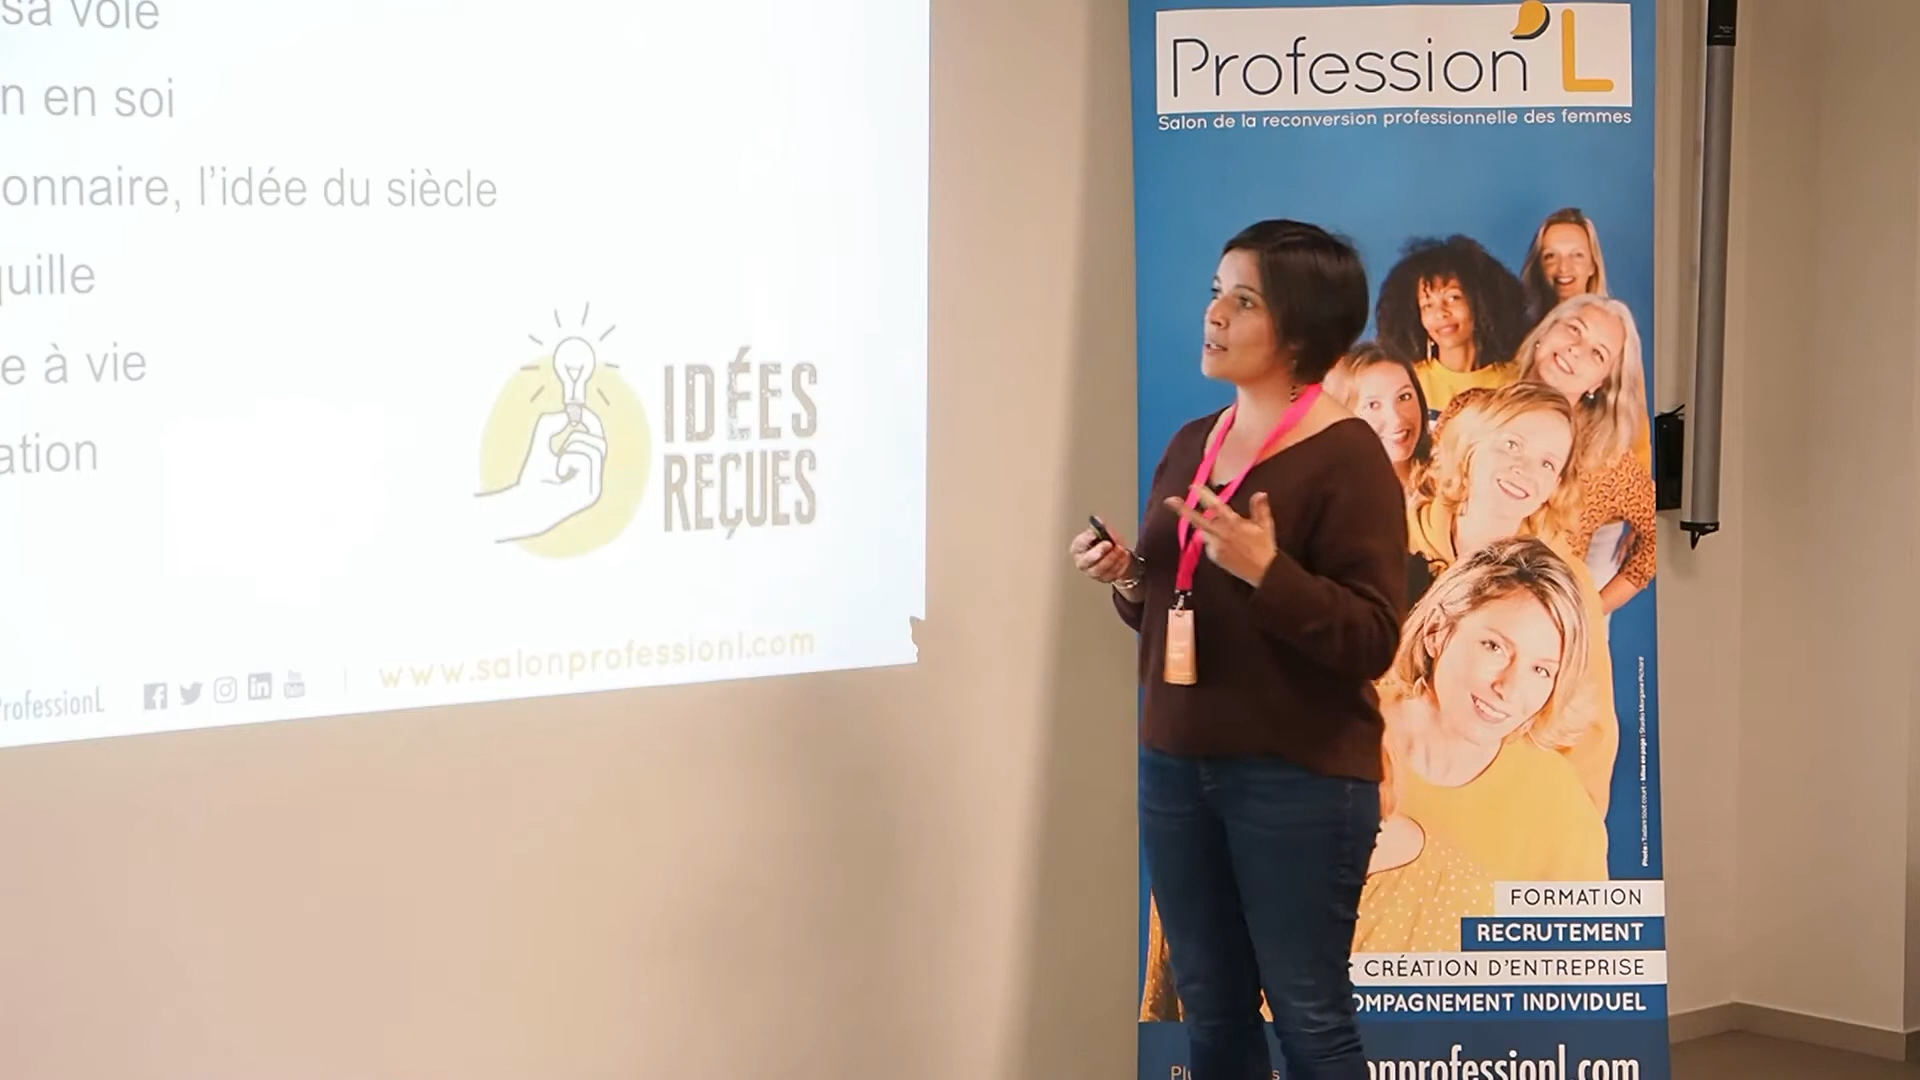 sa voie
n en soi
onnaire, l'idée du siècle
quille
e à vie
ation
IDÉES
REÇUES
www.salonprofessionl.com
ProfessionL
Profession'L
Salon de la reconversion professionnelle des femmes
FORMATION
RECRUTEMENT
CRÉATION D'ENTREPRISE
OMPAGNEMENT INDIVIDUEL
onprofessionl.com